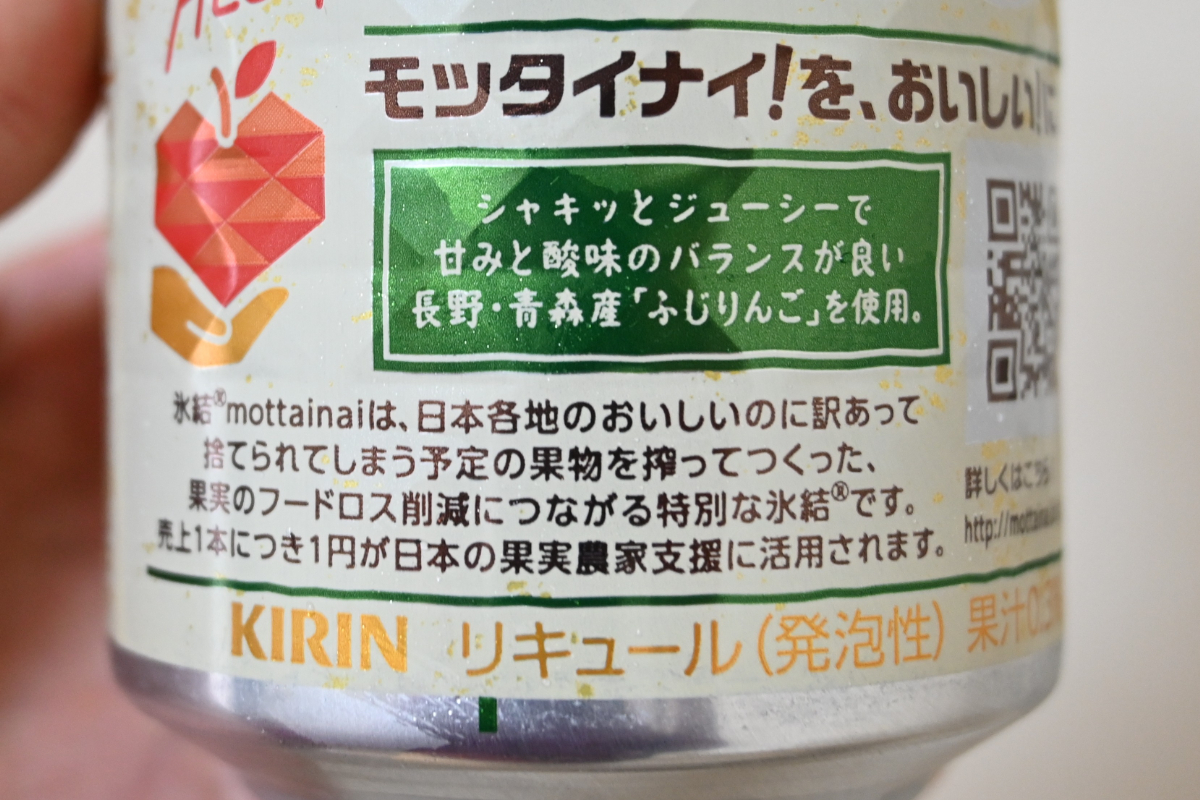 モッタイナイ!を、おいしい!に
シャキッとジューシーで
甘みと酸味のバランスが良い
長野・青森産「ふじりんご」を使用。
氷結®mottainaiは、日本各地のおいしいのに訳あって
捨てられてしまう予定の果物を搾ってつくった、
果実のフードロス削減につながる特別な氷結®です。
売上1本につき1円が日本の果実農家支援に活用されます。
詳しくはこちら
http://mottainai
KIRIN リキュール(発泡性) 果汁0.3%